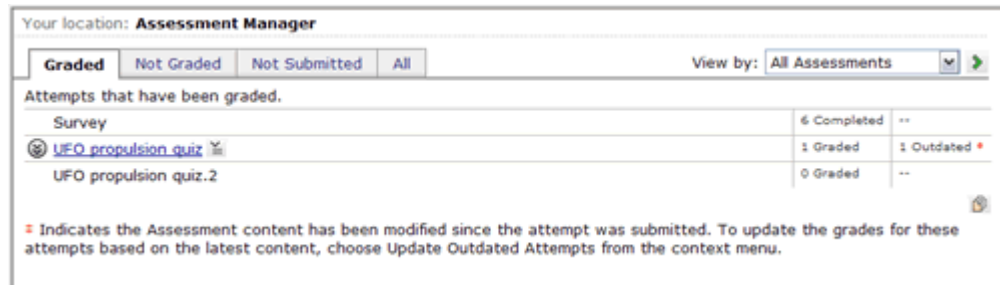 Your location: Assessment Manager
Graded Not Graded Not Submitted All View by: All Assessments
Attempts that have been graded.
Survey 6 Completed --
UFO propulsion quiz 1 Graded 1 Outdated *
UFO propulsion quiz.2 0 Graded --
* Indicates the Assessment content has been modified since the attempt was submitted. To update the grades for these
attempts based on the latest content, choose Update Outdated Attempts from the context menu.